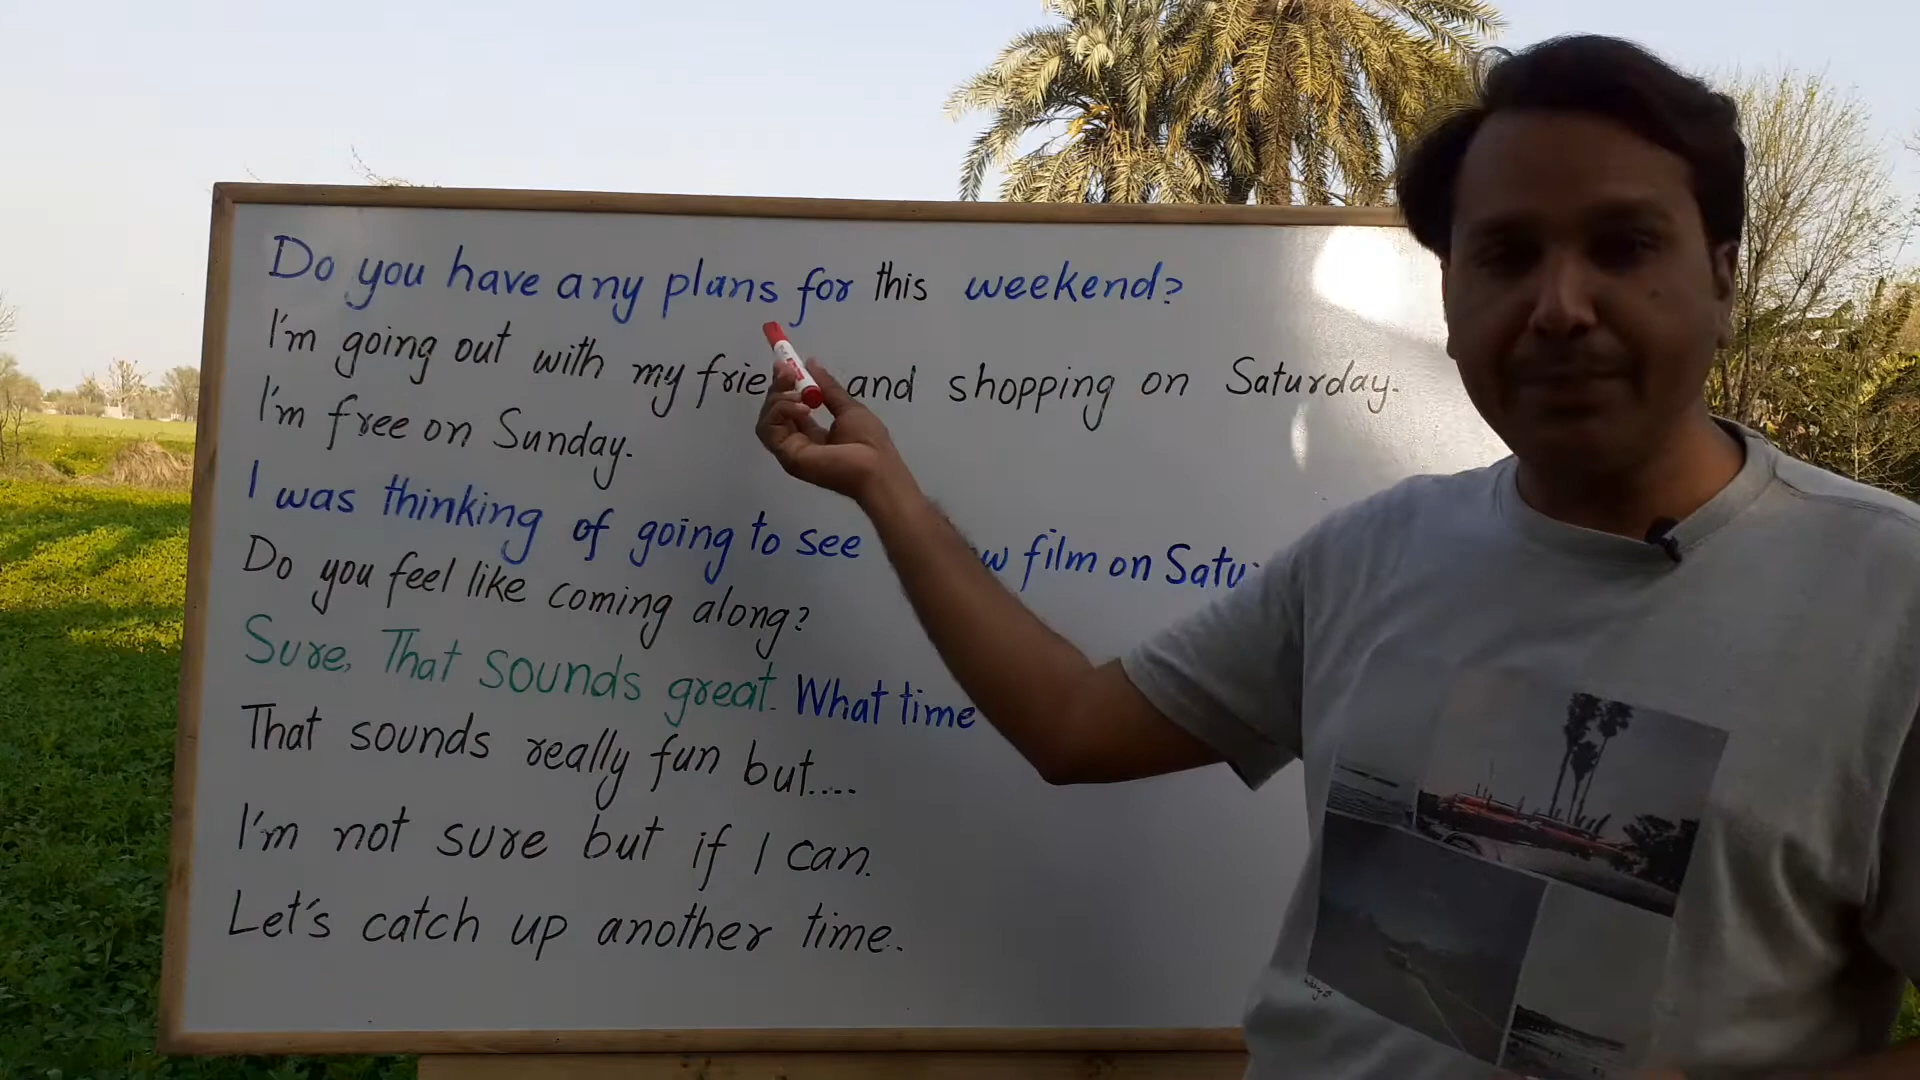 Do you have any plans for this weekend?
I'm going out with my and shopping on Saturday.
I'm free on Sunday.
I was thinking of going to see film on
Do you feel like coming along?
Sure, That sounds great. What time
That sounds really fun but....
I'm not sure but if I can.
Let's catch up another time.